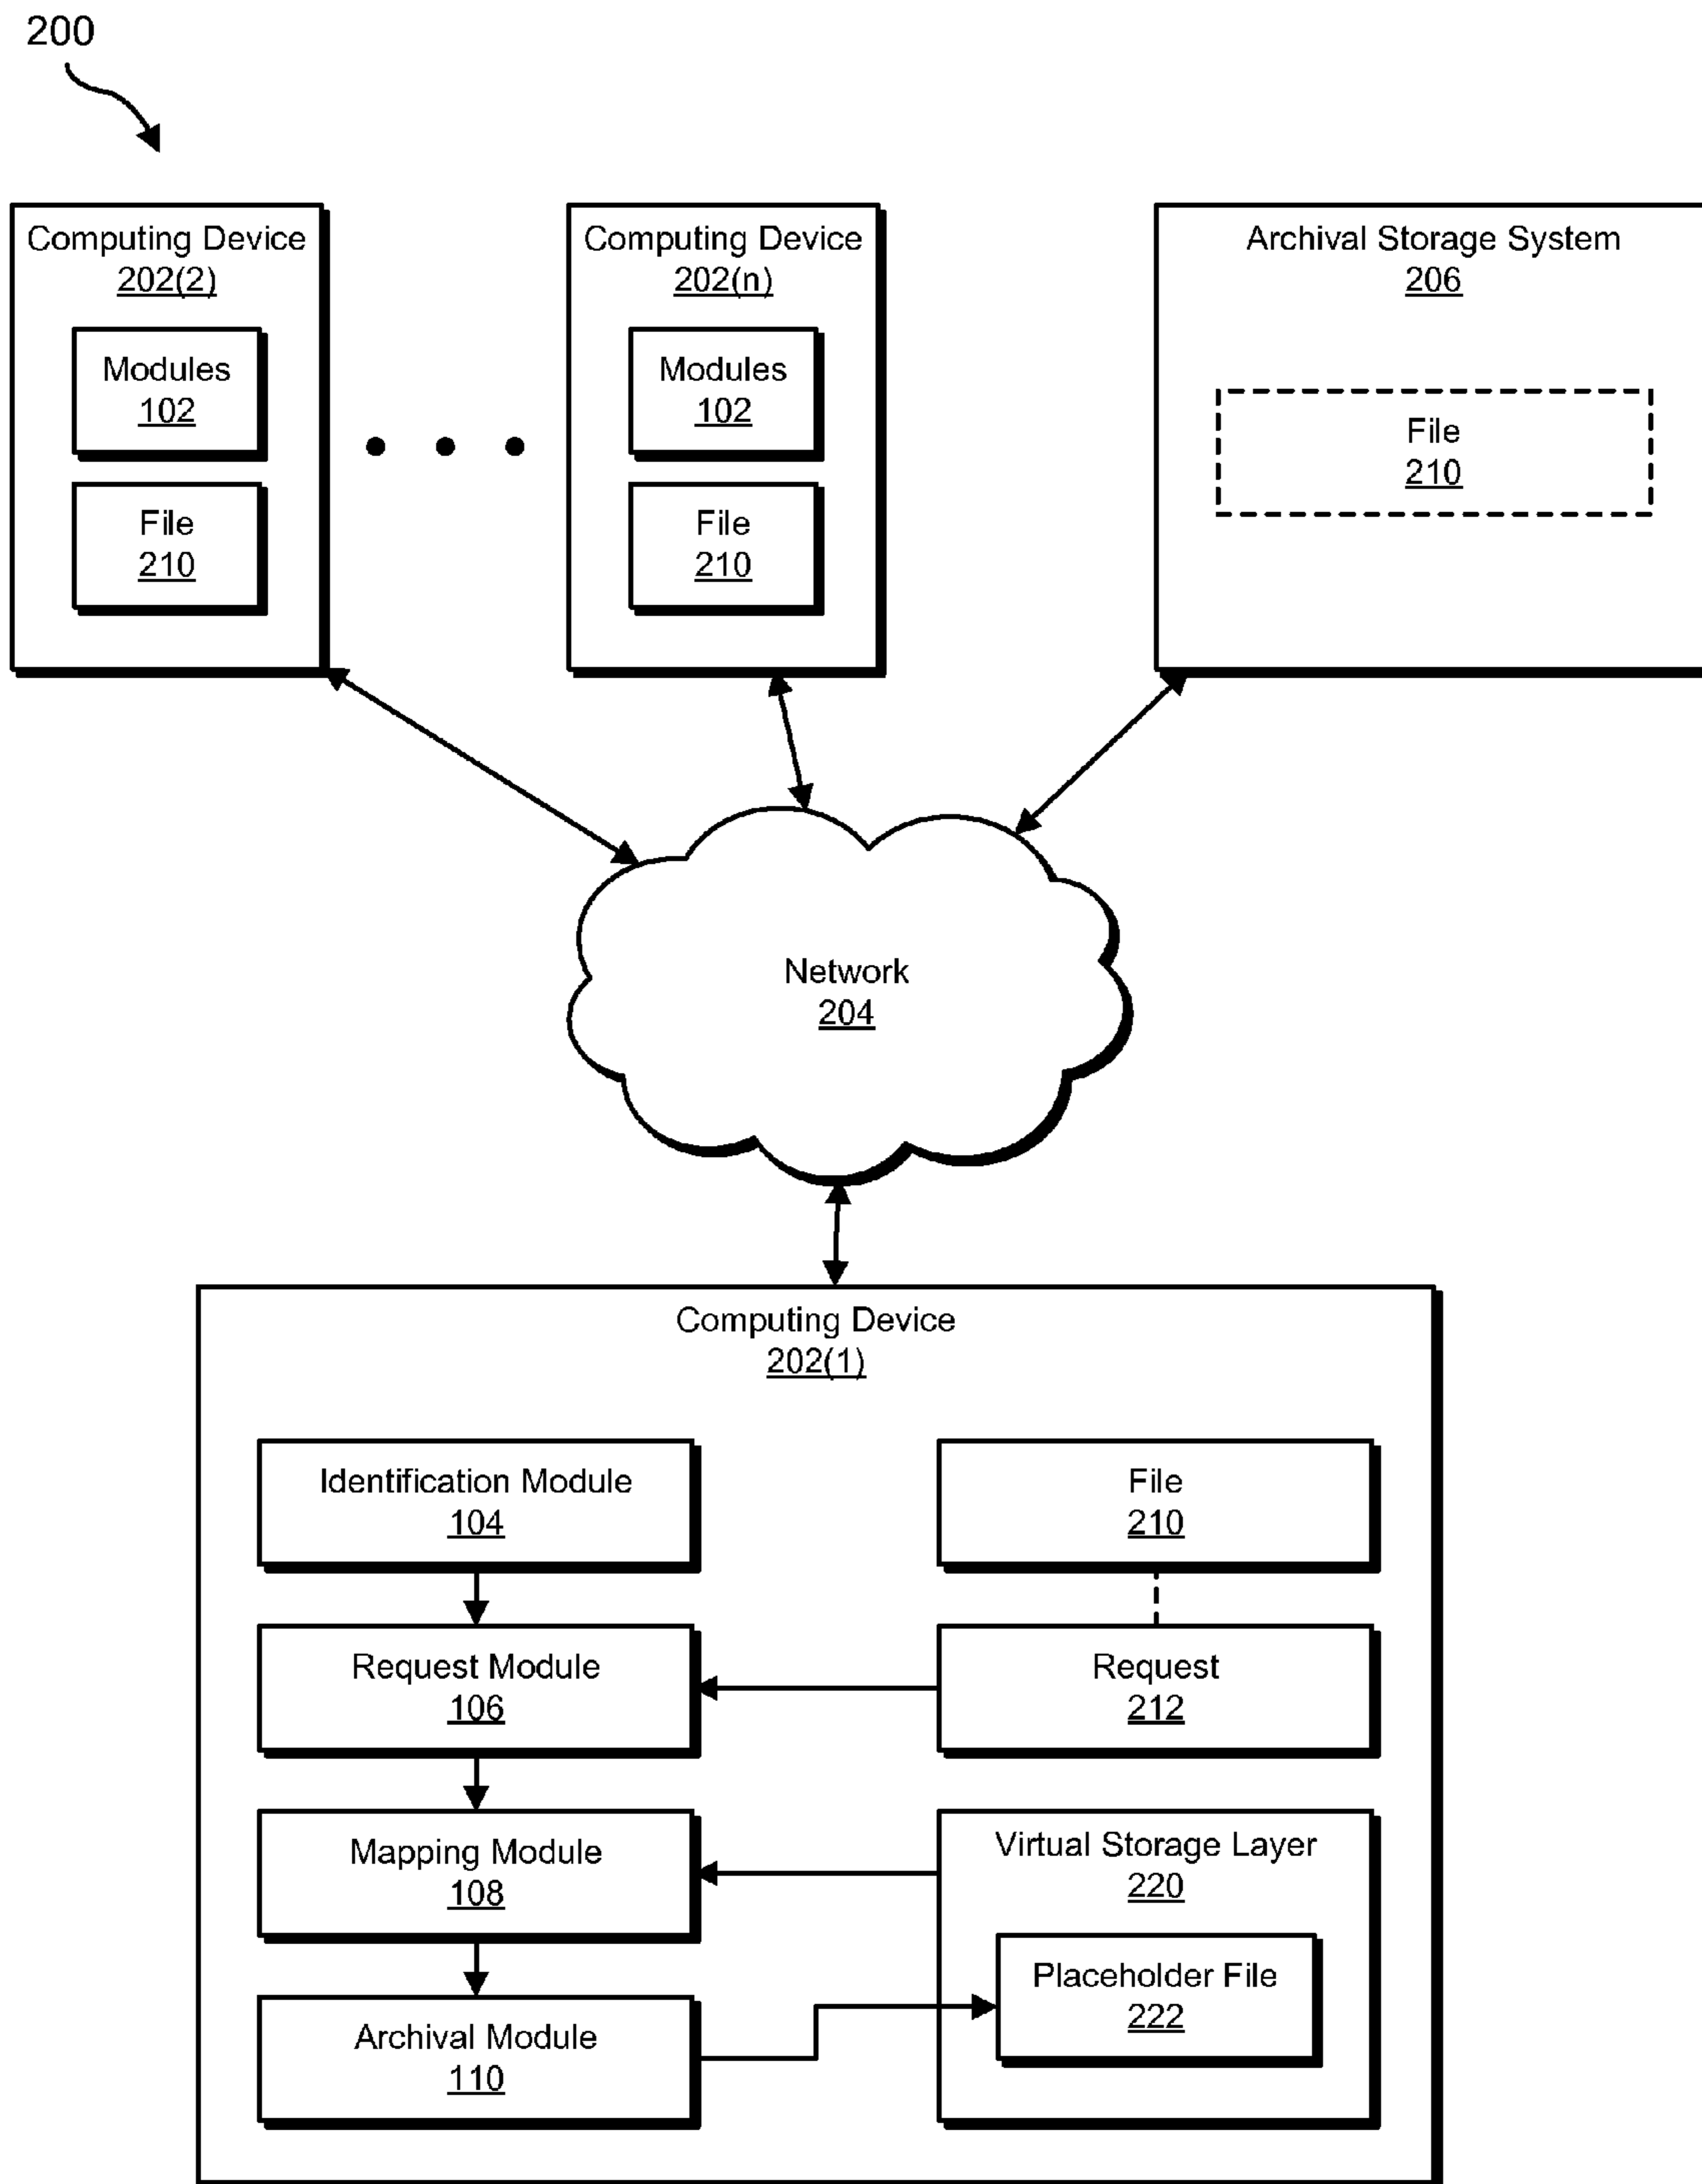 200
Computing Device
202(2)
Modules
102
File
210
Computing Device
202(n)
Modules
102
File
210
Archival Storage System
206
File
210
Network
204
Computing Device
202(1)
Identification Module
104
File
210
Request Module
106
Request
212
Mapping Module
108
Virtual Storage Layer
220
Placeholder File
222
Archival Module
110